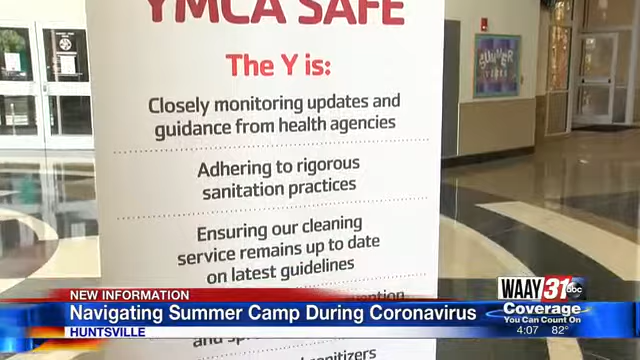 YMCA SAFE
The Y is:
Closely monitoring updates and
guidance from health agencies
Adhering to rigorous
sanitation practices
Ensuring our cleaning
service remains up to date
on latest guidelines
sanitizers
SUMMER
NEW INFORMATION
Navigating Summer Camp During Coronavirus
HUNTSVILLE
WAAY 31 abc
Coverage
You Can Count On
4:07 82°